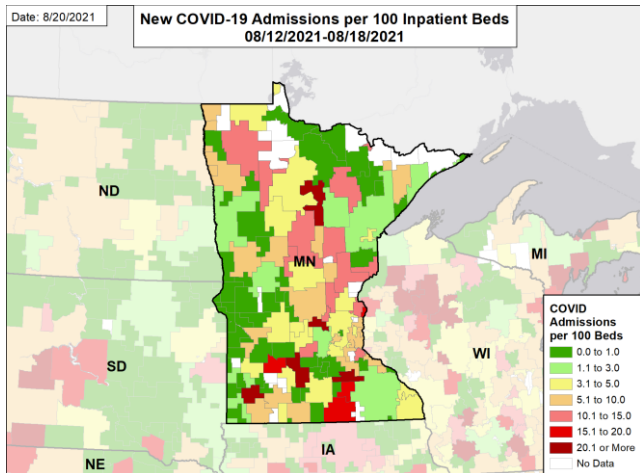 Date: 8/20/2021
New COVID-19 Admissions per 100 Inpatient Beds
08/12/2021-08/18/2021
ND
MN
MI
SD
WI
NE
IA
COVID
Admissions
per 100 Beds
0.0 to 1.0
1.1 to 3.0
3.1 to 5.0
5.1 to 10.0
10.1 to 15.0
15.1 to 20.0
20.1 or More
No Data